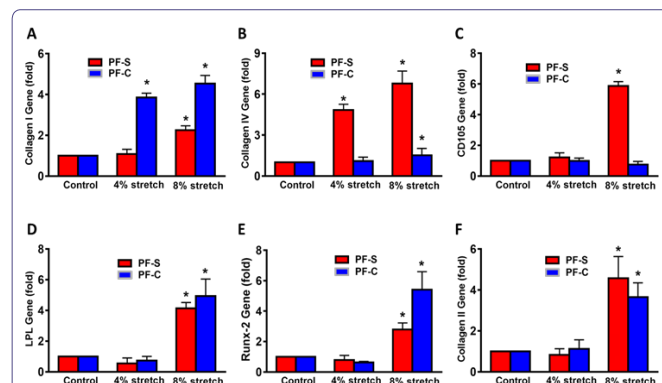 A
Collagen I Gene (fold)
6
4
2
0
PF-S
PF-C
*
*
*
Control
4% stretch
8% stretch
B
Collagen IV Gene (fold)
9
6
3
0
PF-S
PF-C
*
*
*
Control
4% stretch
8% stretch
C
CD105 Gene (fold)
8
6
4
2
0
PF-S
PF-C
*
Control
4% stretch
8% stretch
D
LPL Gene (fold)
8
6
4
2
0
PF-S
PF-C
*
*
Control
4% stretch
8% stretch
E
Runx-2 Gene (fold)
8
6
4
2
0
PF-S
PF-C
*
*
Control
4% stretch
8% stretch
F
Collagen II Gene (fold)
6
4
2
0
PF-S
PF-C
*
*
Control
4% stretch
8% stretch